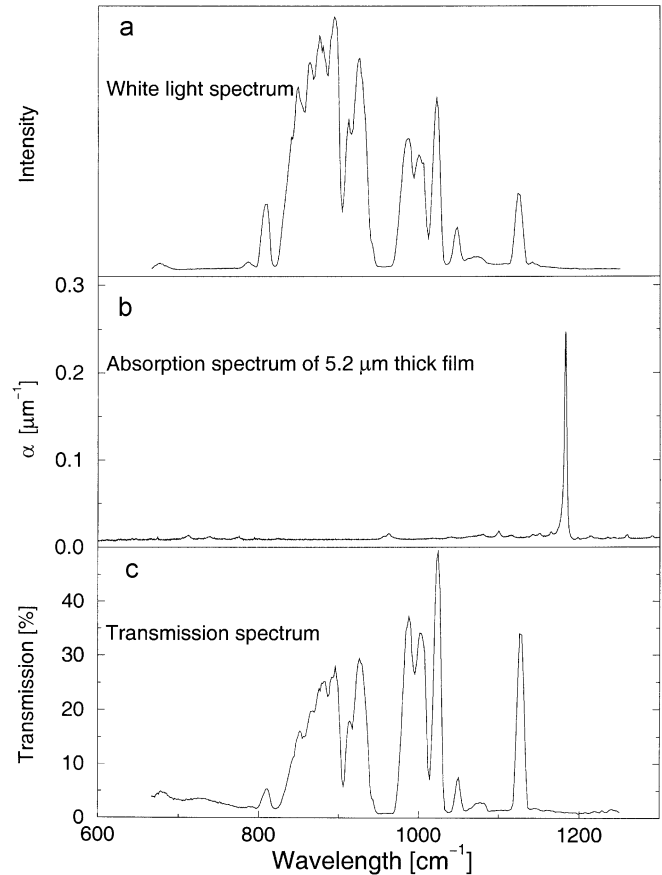 a
White light spectrum
Intensity
0.3
b
Absorption spectrum of 5.2 μm thick film
0.2
α [μm⁻¹]
0.1
0.0
c
40
Transmission spectrum
30
Transmission [%]
20
10
0
600 800 1000 1200
Wavelength [cm⁻¹]